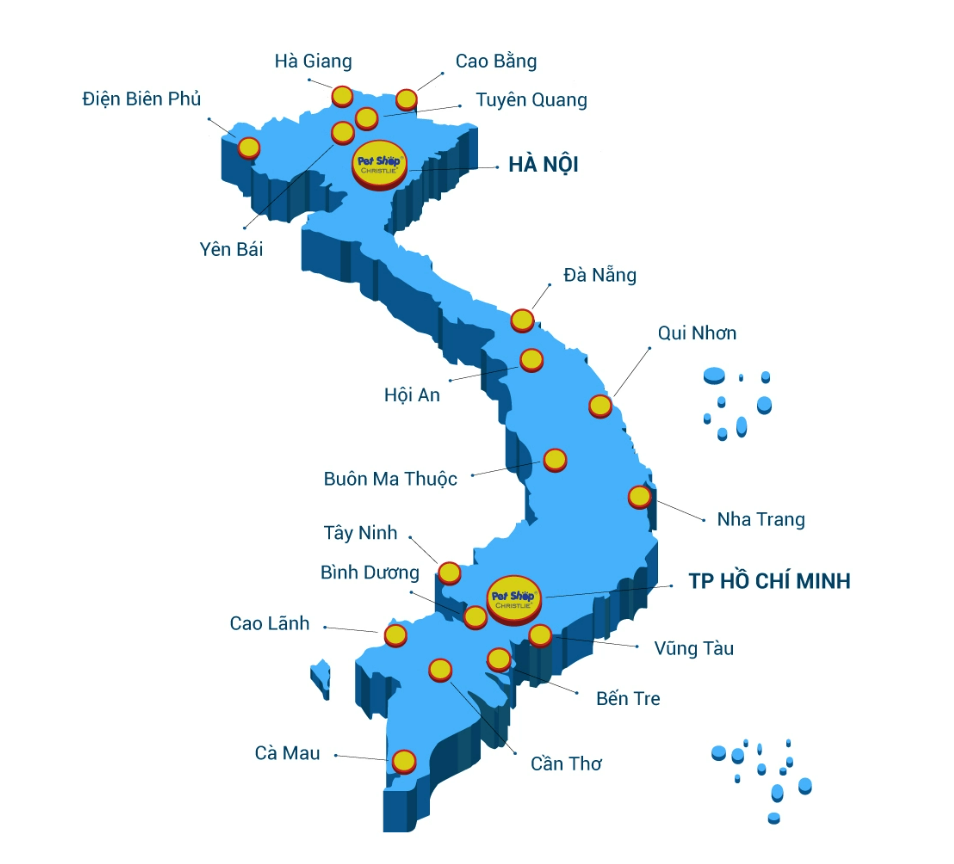 Hà Giang
Cao Bằng
Điện Biên Phủ
Tuyên Quang
Pet Shop
CHRISTLIE
HÀ NỘI
Yên Bái
Đà Nẵng
Qui Nhơn
Hội An
Buôn Ma Thuộc
Nha Trang
Tây Ninh
Bình Dương
Pet Shop
CHRISTLIE
TP HỒ CHÍ MINH
Cao Lãnh
Vũng Tàu
Bến Tre
Cà Mau
Cần Thơ